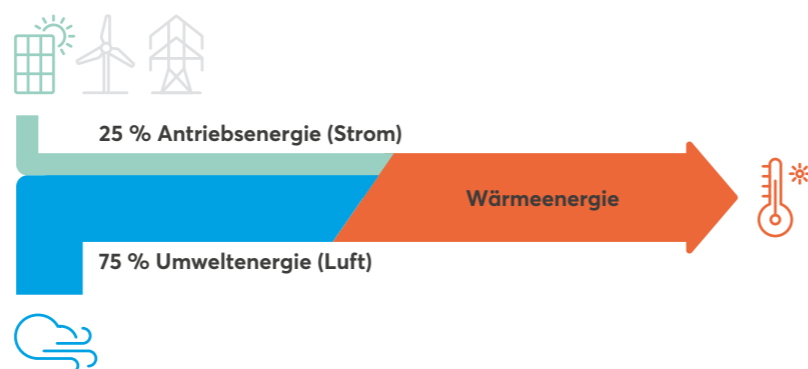 25 % Antriebsenergie (Strom)
Wärmeenergie
75 % Umweltenergie (Luft)